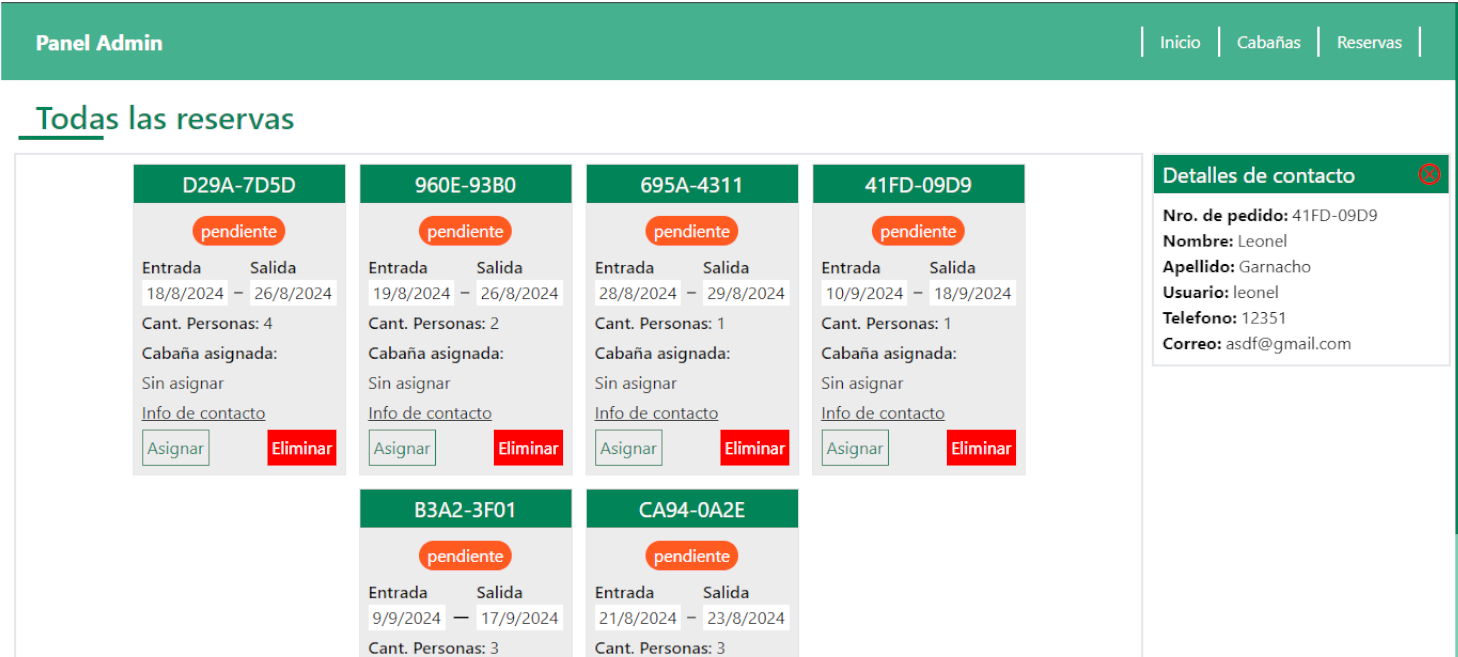 Panel Admin
Inicio
Cabañas
Reservas
Todas las reservas
D29A-7D5D
pendiente
Entrada Salida
18/8/2024 – 26/8/2024
Cant. Personas: 4
Cabaña asignada:
Sin asignar
Info de contacto
Asignar Eliminar
960E-93B0
pendiente
Entrada Salida
19/8/2024 – 26/8/2024
Cant. Personas: 2
Cabaña asignada:
Sin asignar
Info de contacto
Asignar Eliminar
695A-4311
pendiente
Entrada Salida
28/8/2024 – 29/8/2024
Cant. Personas: 1
Cabaña asignada:
Sin asignar
Info de contacto
Asignar Eliminar
41FD-09D9
pendiente
Entrada Salida
10/9/2024 – 18/9/2024
Cant. Personas: 1
Cabaña asignada:
Sin asignar
Info de contacto
Asignar Eliminar
B3A2-3F01
pendiente
Entrada Salida
9/9/2024 — 17/9/2024
Cant. Personas: 3
CA94-0A2E
pendiente
Entrada Salida
21/8/2024 – 23/8/2024
Cant. Personas: 3
Detalles de contacto
Nro. de pedido: 41FD-09D9
Nombre: Leonel
Apellido: Garnacho
Usuario: leonel
Telefono: 12351
Correo: asdf@gmail.com